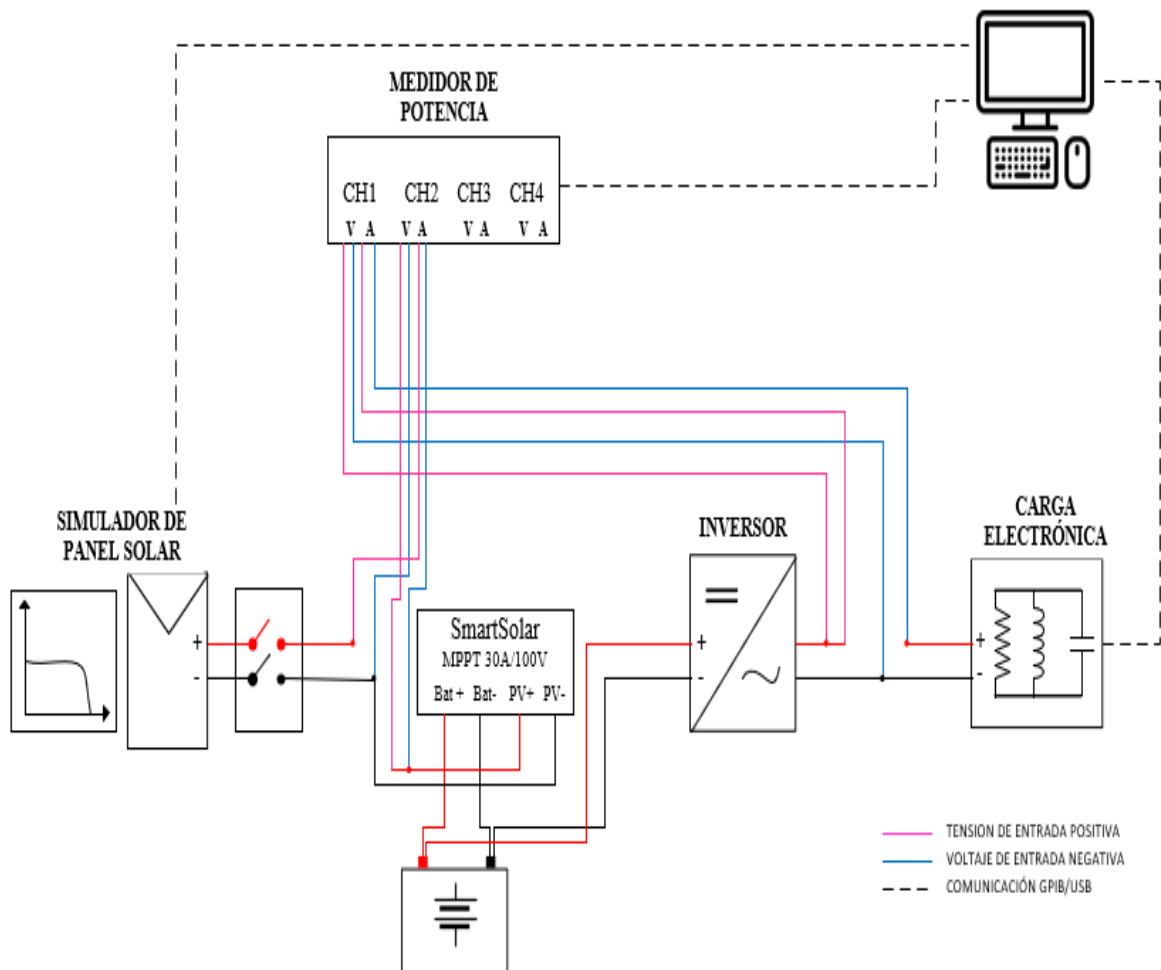 MEDIDOR DE
POTENCIA
CH1 CH2 CH3 CH4
V A V A V A V A
SIMULADOR DE
PANEL SOLAR
+
-
SmartSolar
MPPT 30A/100V
Bat + Bat- PV+ PV-
INVERSOR
+
-
CARGA
ELECTRÓNICA
+
-
TENSION DE ENTRADA POSITIVA
VOLTAJE DE ENTRADA NEGATIVA
COMUNICACIÓN GPIB/USB